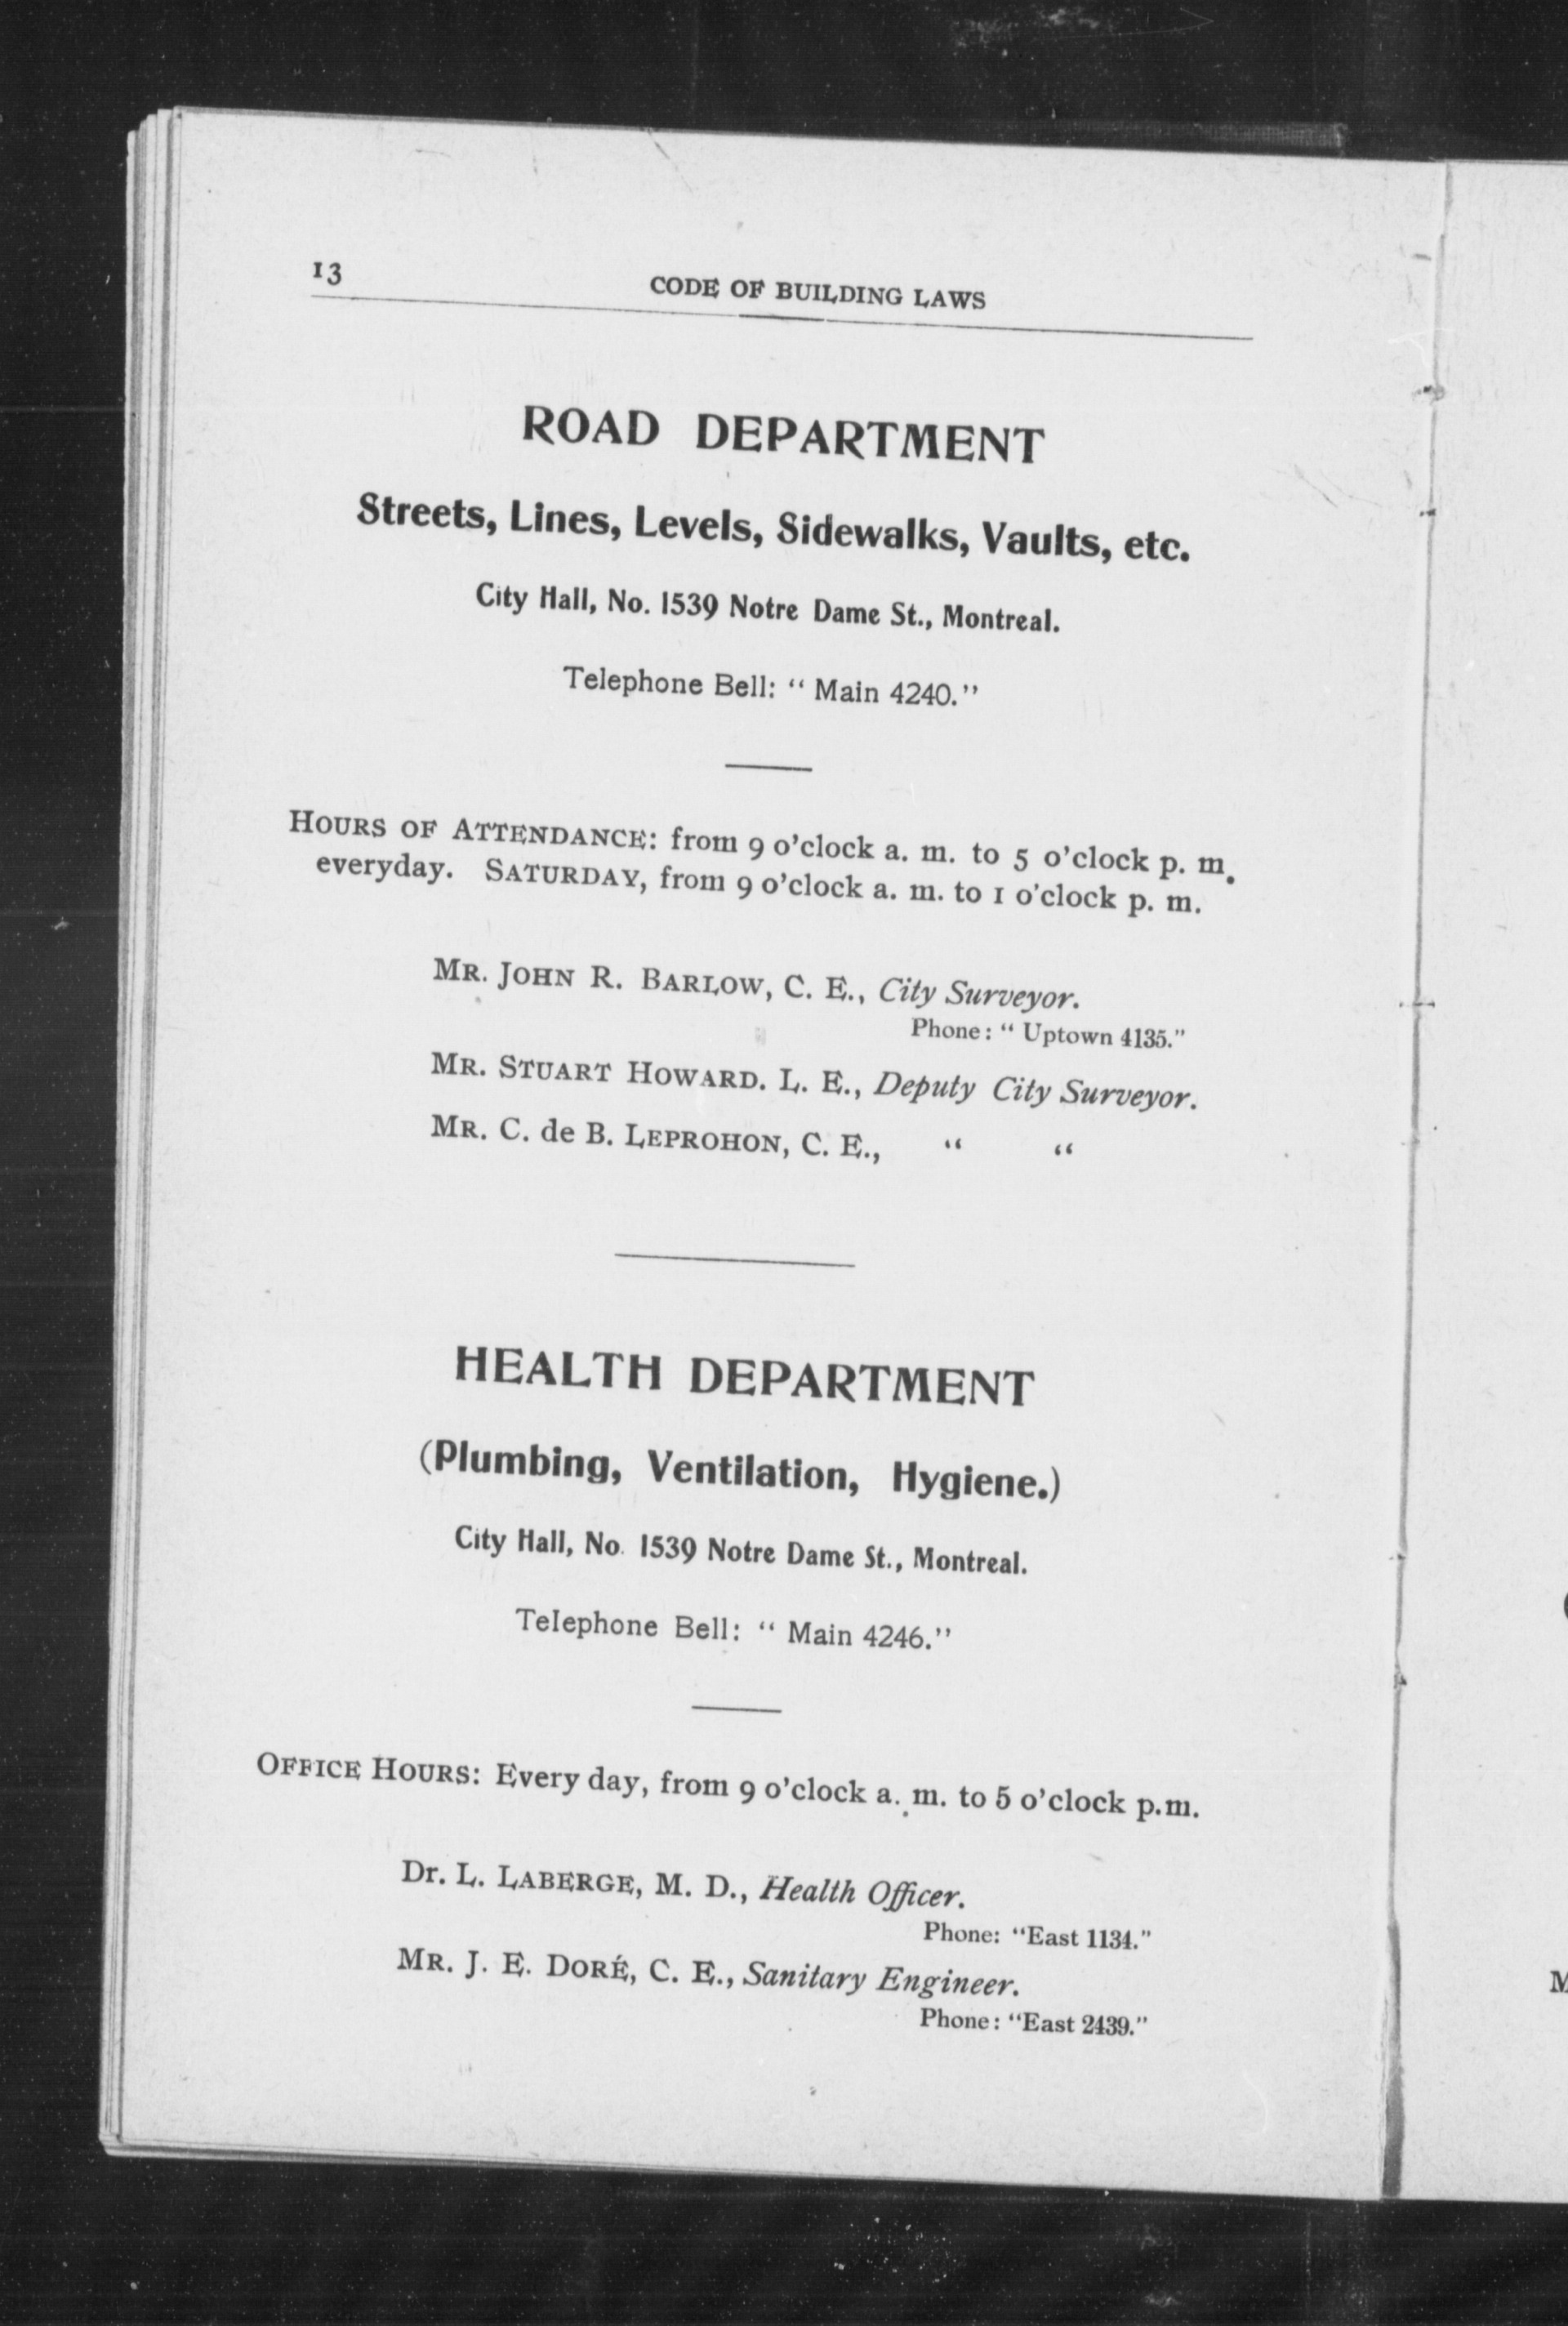 13
CODE OF BUILDING LAWS
ROAD DEPARTMENT
Streets, Lines, Levels, Sidewalks, Vaults, etc.
City Hall, No. 1539 Notre Dame St., Montreal.
Telephone Bell: “ Main 4240.”
HOURS OF ATTENDANCE: from 9 o’clock a. m. to 5 o’clock p. m.
everyday. SATURDAY, from 9 o’clock a. m. to 1 o’clock p. m.
MR. JOHN R. BARLOW, C. E., City Surveyor.
Phone: “ Uptown 4135.”
MR. STUART HOWARD. L. E., Deputy City Surveyor.
MR. C. de B. LEPROHON, C. E., “ “
HEALTH DEPARTMENT
(Plumbing, Ventilation, Hygiene.)
City Hall, No. 1539 Notre Dame St., Montreal.
Telephone Bell: “ Main 4246.”
OFFICE HOURS: Every day, from 9 o’clock a. m. to 5 o’clock p.m.
Dr. L. LABERGE, M. D., Health Officer.
Phone: “East 1134.”
MR. J. E. DORÉ, C. E., Sanitary Engineer.
Phone: “East 2439.”